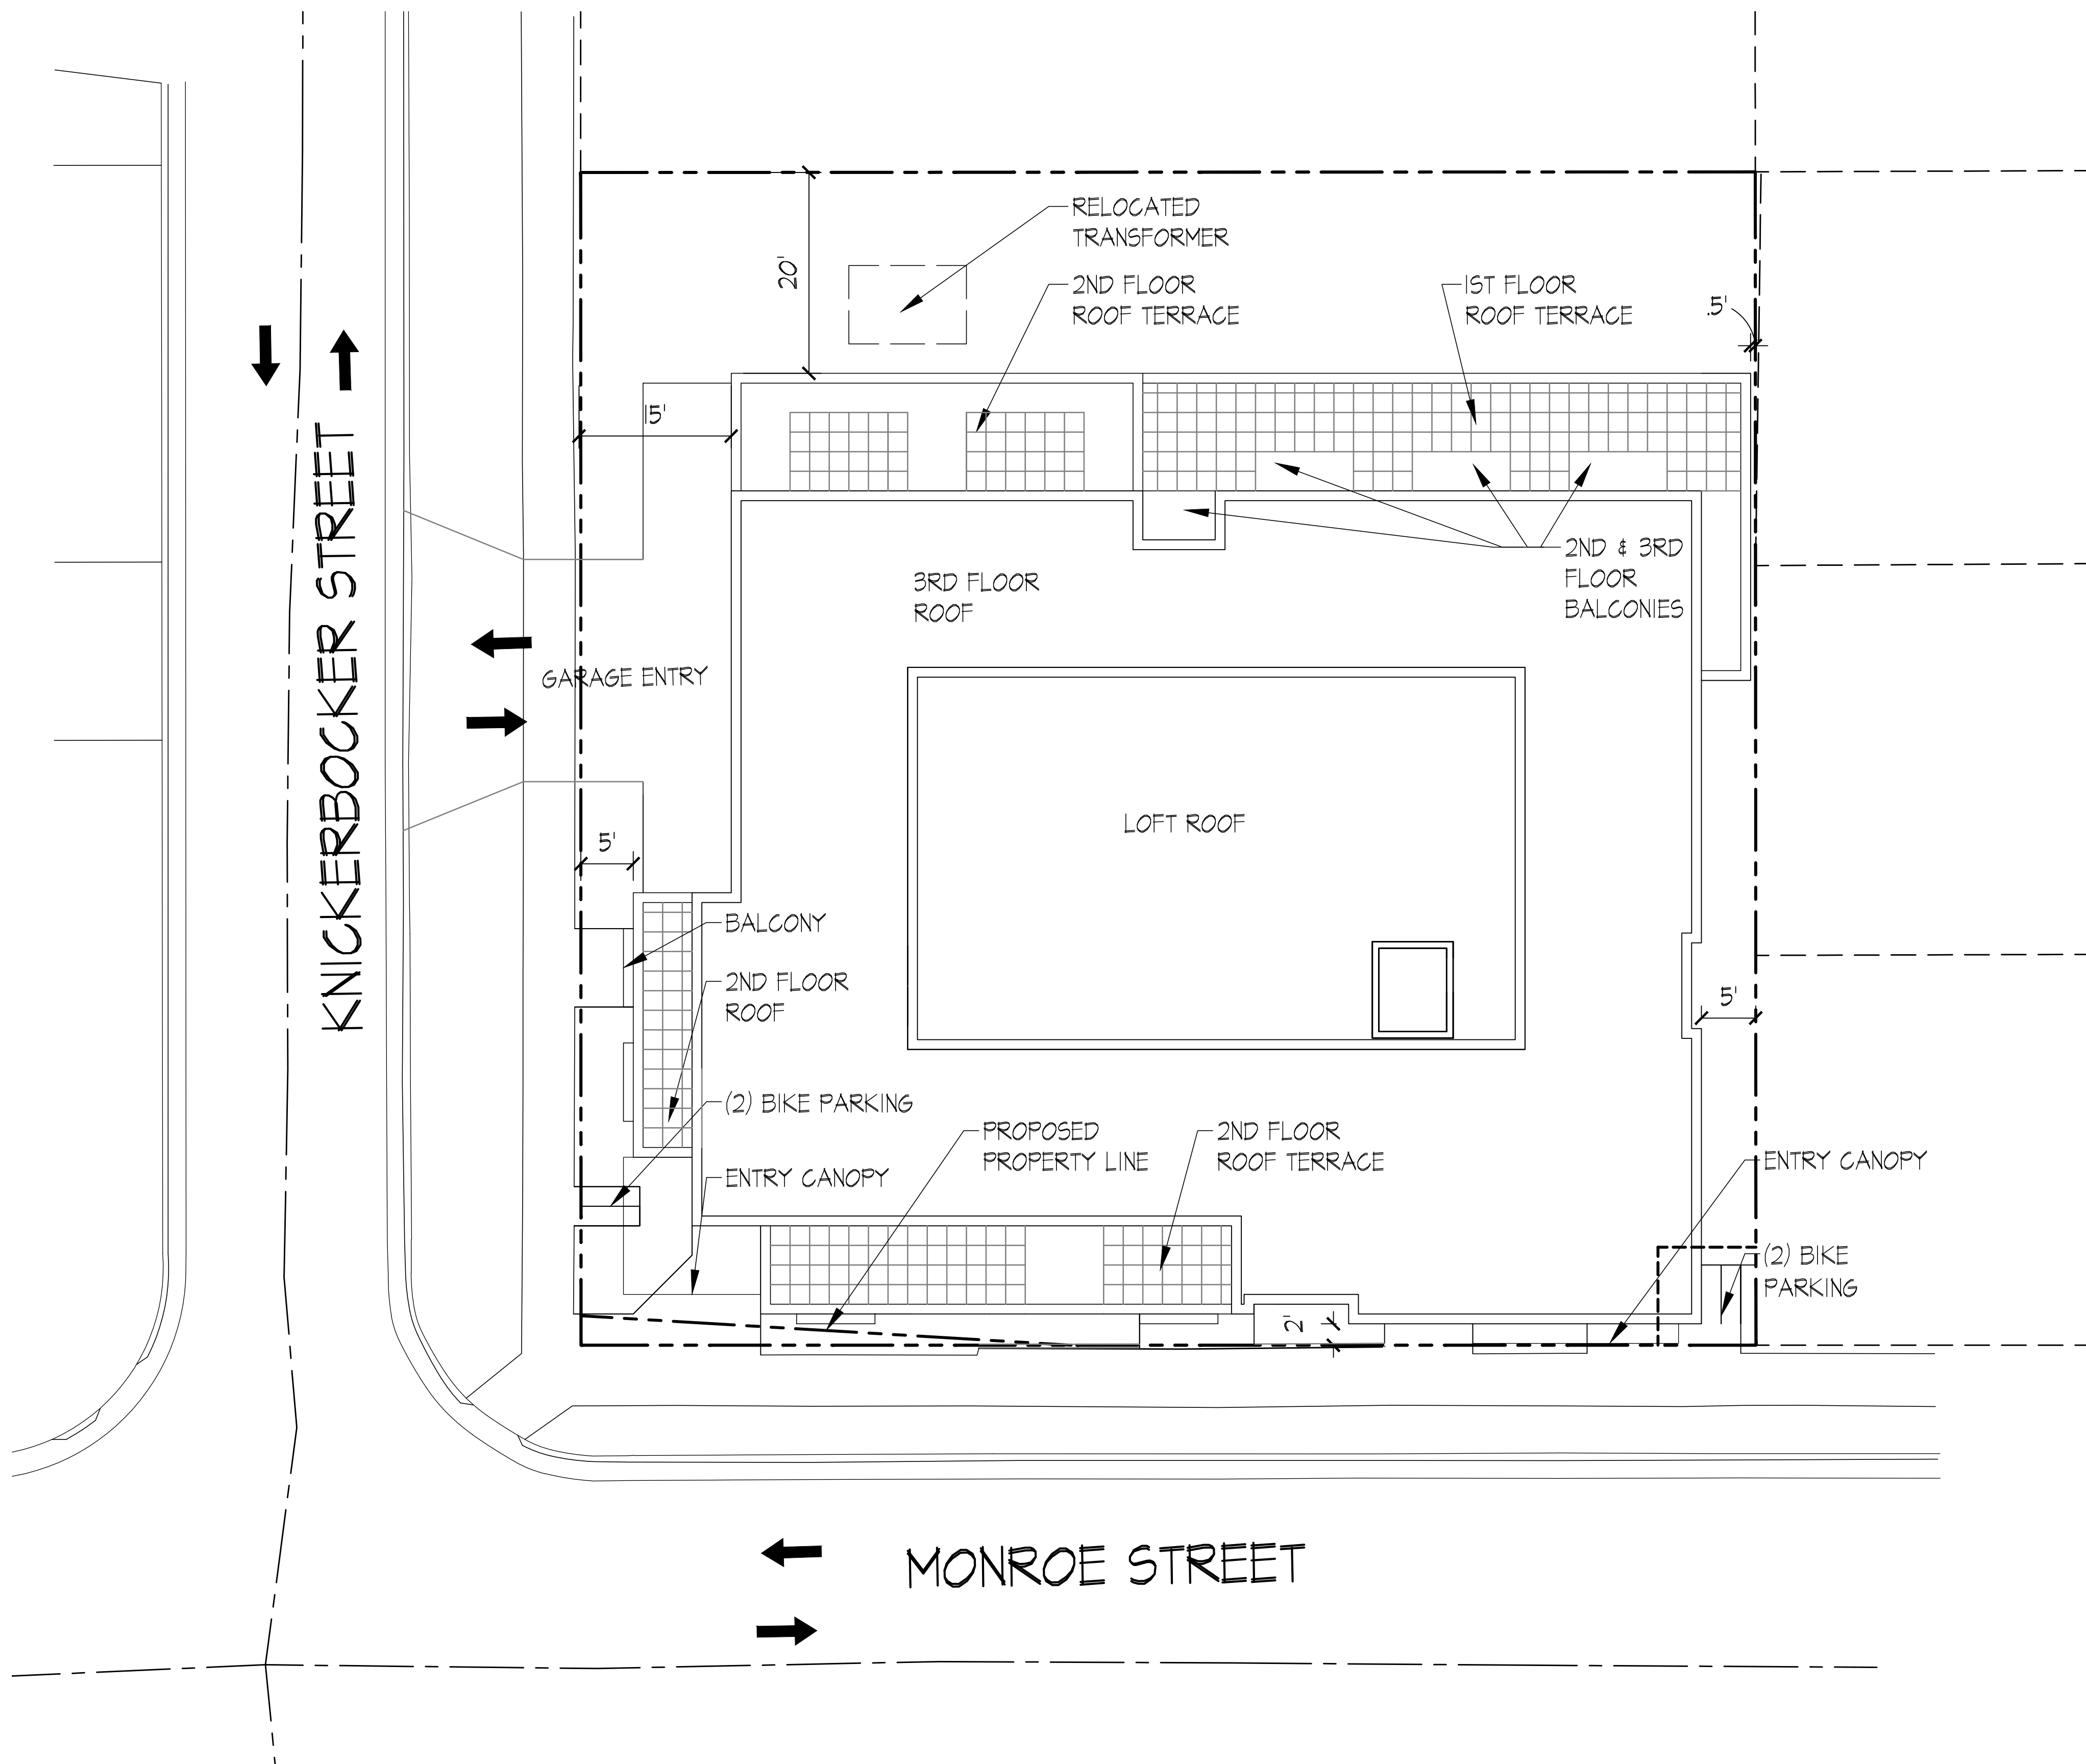 RELOCATED
TRANSFORMER
20'
2ND FLOOR
ROOF TERRACE
1ST FLOOR
ROOF TERRACE
.5'
15'
KNICKERBOCKER STREET
2ND & 3RD
FLOOR
BALCONIES
3RD FLOOR
ROOF
GARAGE ENTRY
LOFT ROOF
5'
BALCONY
2ND FLOOR
ROOF
5'
(2) BIKE PARKING
PROPOSED
PROPERTY LINE
2ND FLOOR
ROOF TERRACE
ENTRY CANOPY
ENTRY CANOPY
(2) BIKE
PARKING
2'
MONROE STREET